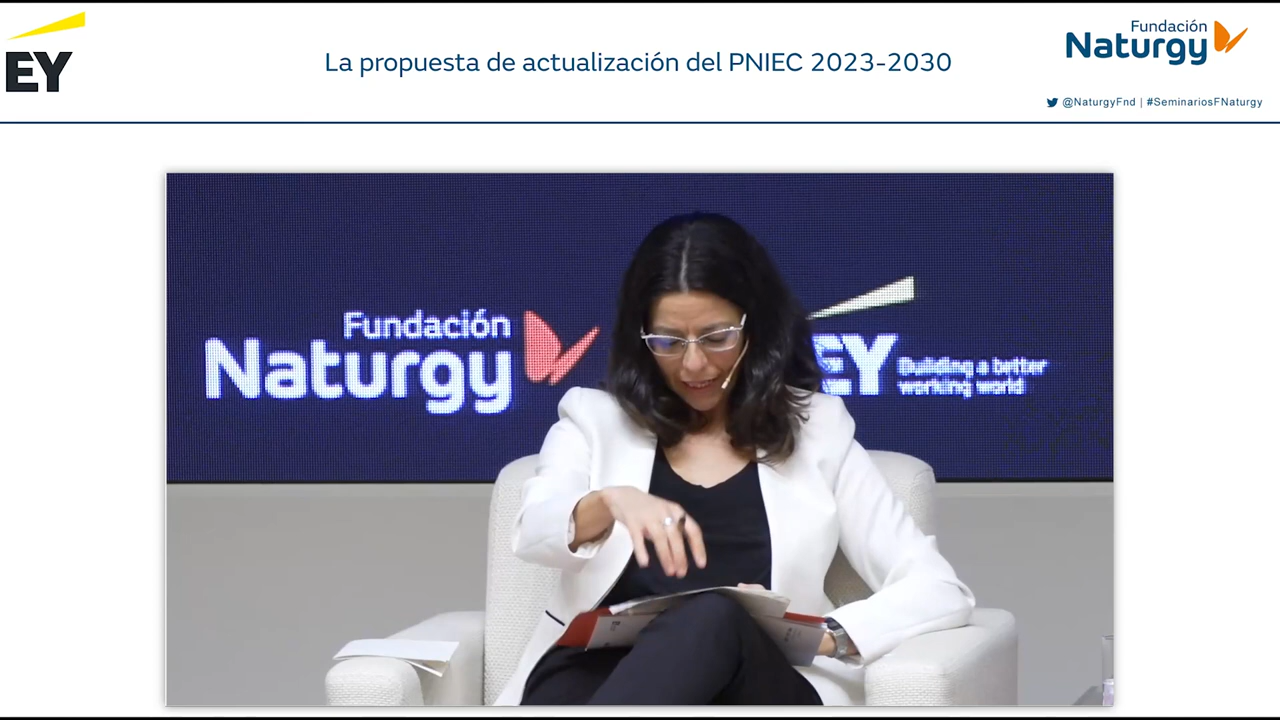 EY
La propuesta de actualización del PNIEC 2023-2030
Fundación
Naturgy
@NaturgyFnd | #SeminariosFNaturgy
Fundación
Naturgy
EY
Building a better
working world